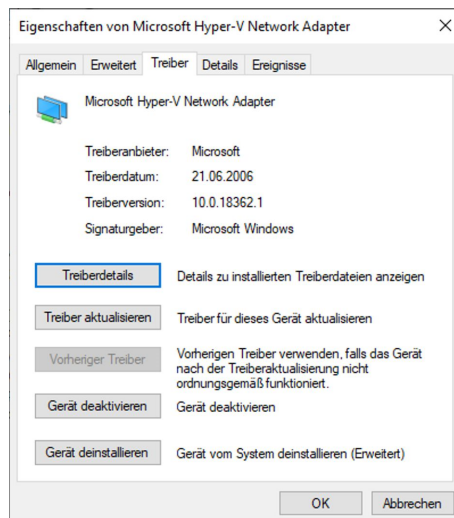 Eigenschaften von Microsoft Hyper-V Network Adapter
Allgemein Erweitert Treiber Details Ereignisse
Microsoft Hyper-V Network Adapter
Treiberanbieter: Microsoft
Treiberdatum: 21.06.2006
Treiberversion: 10.0.18362.1
Signaturgeber: Microsoft Windows
Treiberdetails Details zu installierten Treiberdateien anzeigen
Treiber aktualisieren Treiber für dieses Gerät aktualisieren
Vorheriger Treiber Vorherigen Treiber verwenden, falls das Gerät
nach der Treiberaktualisierung nicht
ordnungsgemäß funktioniert.
Gerät deaktivieren Gerät deaktivieren
Gerät deinstallieren Gerät vom System deinstallieren (Erweitert)
OK Abbrechen